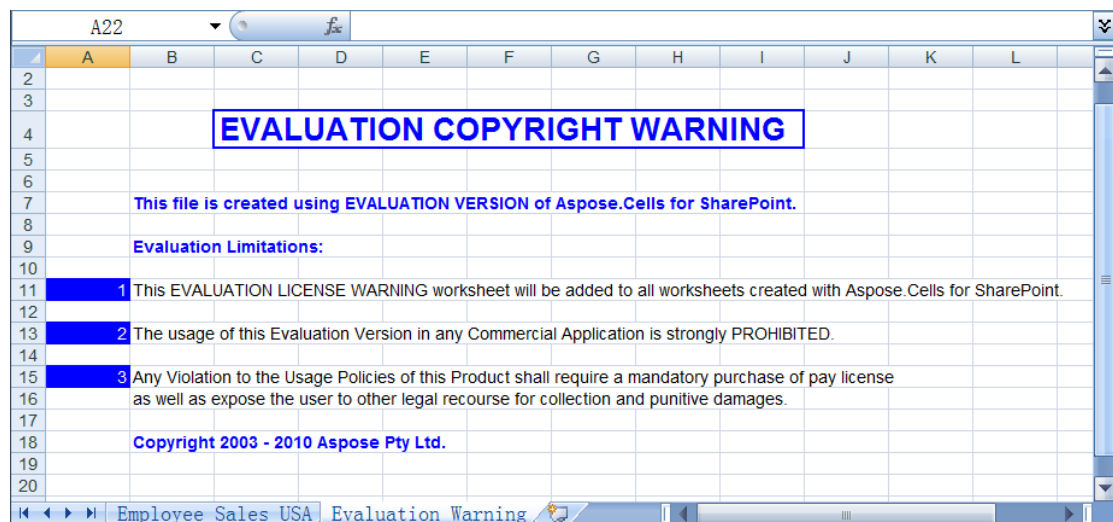 A22 fx
A B C D E F G H I J K L
2
3
4 EVALUATION COPYRIGHT WARNING
5
6
7 This file is created using EVALUATION VERSION of Aspose.Cells for SharePoint.
8
9 Evaluation Limitations:
10
11 1 This EVALUATION LICENSE WARNING worksheet will be added to all worksheets created with Aspose.Cells for SharePoint.
12
13 2 The usage of this Evaluation Version in any Commercial Application is strongly PROHIBITED.
14
15 3 Any Violation to the Usage Policies of this Product shall require a mandatory purchase of pay license
16 as well as expose the user to other legal recourse for collection and punitive damages.
17
18 Copyright 2003 - 2010 Aspose Pty Ltd.
19
20
Employee Sales USA Evaluation Warning